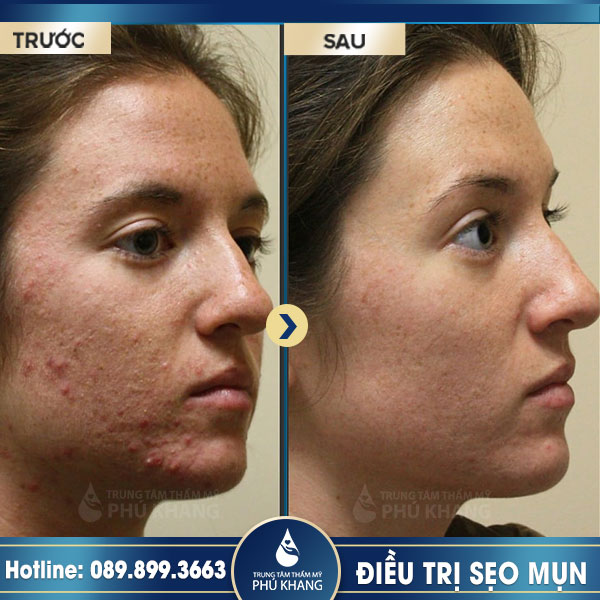 TRƯỚC
SAU
TRUNG TÂM THẨM MỸ
PHÚ KHANG
TRUNG TÂM THẨM MỸ
PHÚ KHANG
Hotline: 089.899.3663
TRUNG TÂM THẨM MỸ
PHÚ KHANG
ĐIỀU TRỊ SẸO MỤN